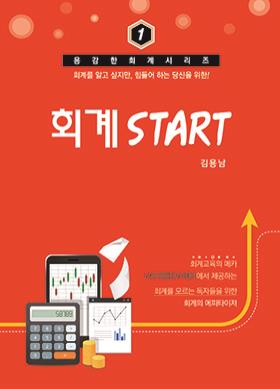 1
용감한회계시리즈
회계를 알고 싶지만, 힘들어 하는 당신을 위한!
회계 START
김용남
회계교육의 메카
에서 제공하는
회계를 모르는 독자들을 위한
회계의 에피타이저